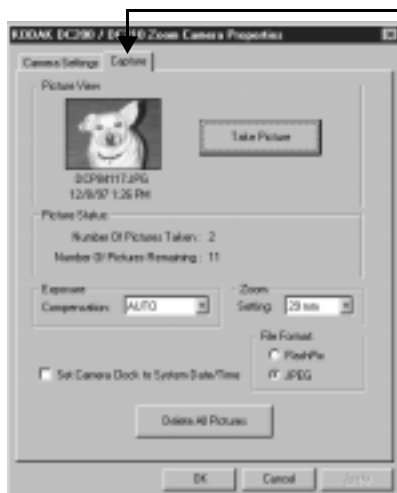 KODAK DC200 / DC210 Zoom Camera Properties
Camera Settings
Capture
Picture View
Take Picture
12/8/97 1:26 PM
Picture Status
Number Of Pictures Taken: 2
Number Of Pictures Remaining: 11
Exposure
Compensation: AUTO
Zoom
Setting: 29 mm
File Format
FlashPix
JPEG
Set Camera Clock to System Date/Time
Delete All Pictures
OK
Cancel
Apply